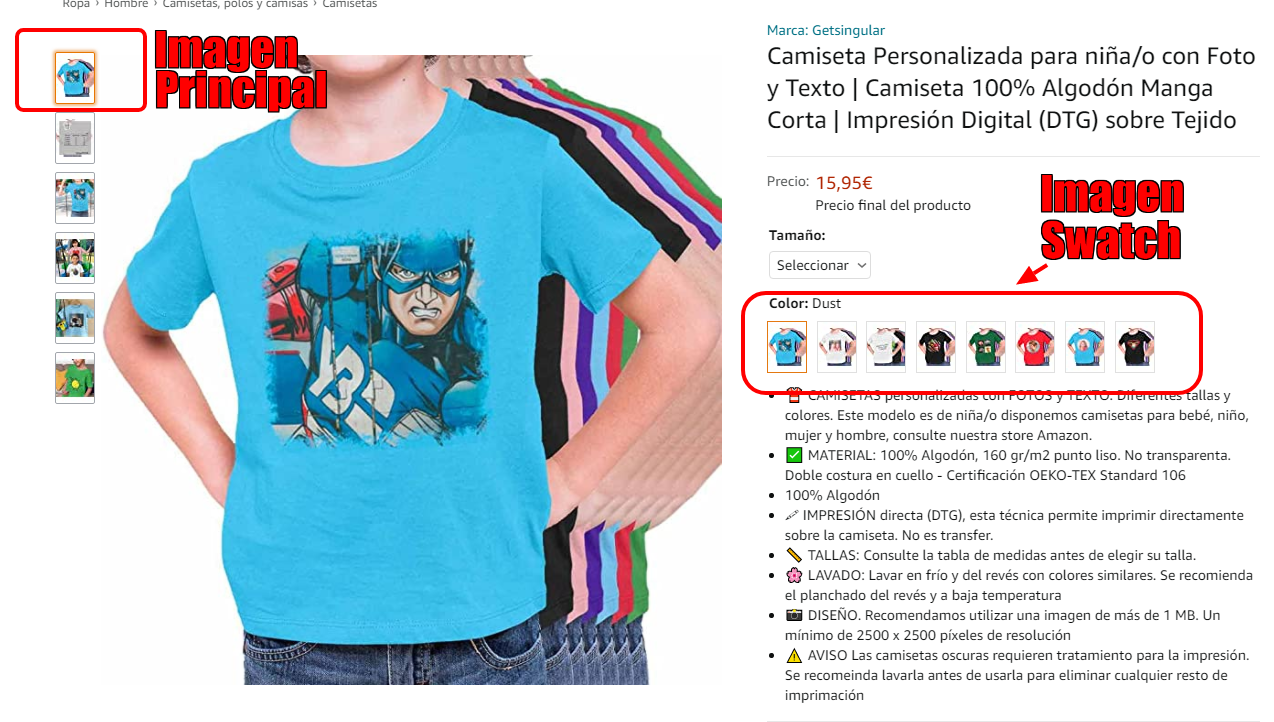 Ropa › Hombre › Camisetas, polos y camisas › Camisetas
Imagen
Principal
Marca: Getsingular
Camiseta Personalizada para niña/o con Foto
y Texto | Camiseta 100% Algodón Manga
Corta | Impresión Digital (DTG) sobre Tejido
Precio: 15,95€
Precio final del producto
Imagen
Swatch
Tamaño:
Seleccionar
Color: Dust
👕 CAMISETAS personalizadas con FOTOS y TEXTO. Diferentes tallas y
colores. Este modelo es de niña/o disponemos camisetas para bebé, niño,
mujer y hombre, consulte nuestra store Amazon.
✅ MATERIAL: 100% Algodón, 160 gr/m2 punto liso. No transparenta.
Doble costura en cuello - Certificación OEKO-TEX Standard 106
100% Algodón
IMPRESIÓN directa (DTG), esta técnica permite imprimir directamente
sobre la camiseta. No es transfer.
📏 TALLAS: Consulte la tabla de medidas antes de elegir su talla.
🌸 LAVADO: Lavar en frío y del revés con colores similares. Se recomienda
el planchado del revés y a baja temperatura
📸 DISEÑO. Recomendamos utilizar una imagen de más de 1 MB. Un
mínimo de 2500 x 2500 píxeles de resolución
⚠️ AVISO Las camisetas oscuras requieren tratamiento para la impresión.
Se recomeinda lavarla antes de usarla para eliminar cualquier resto de
imprimación